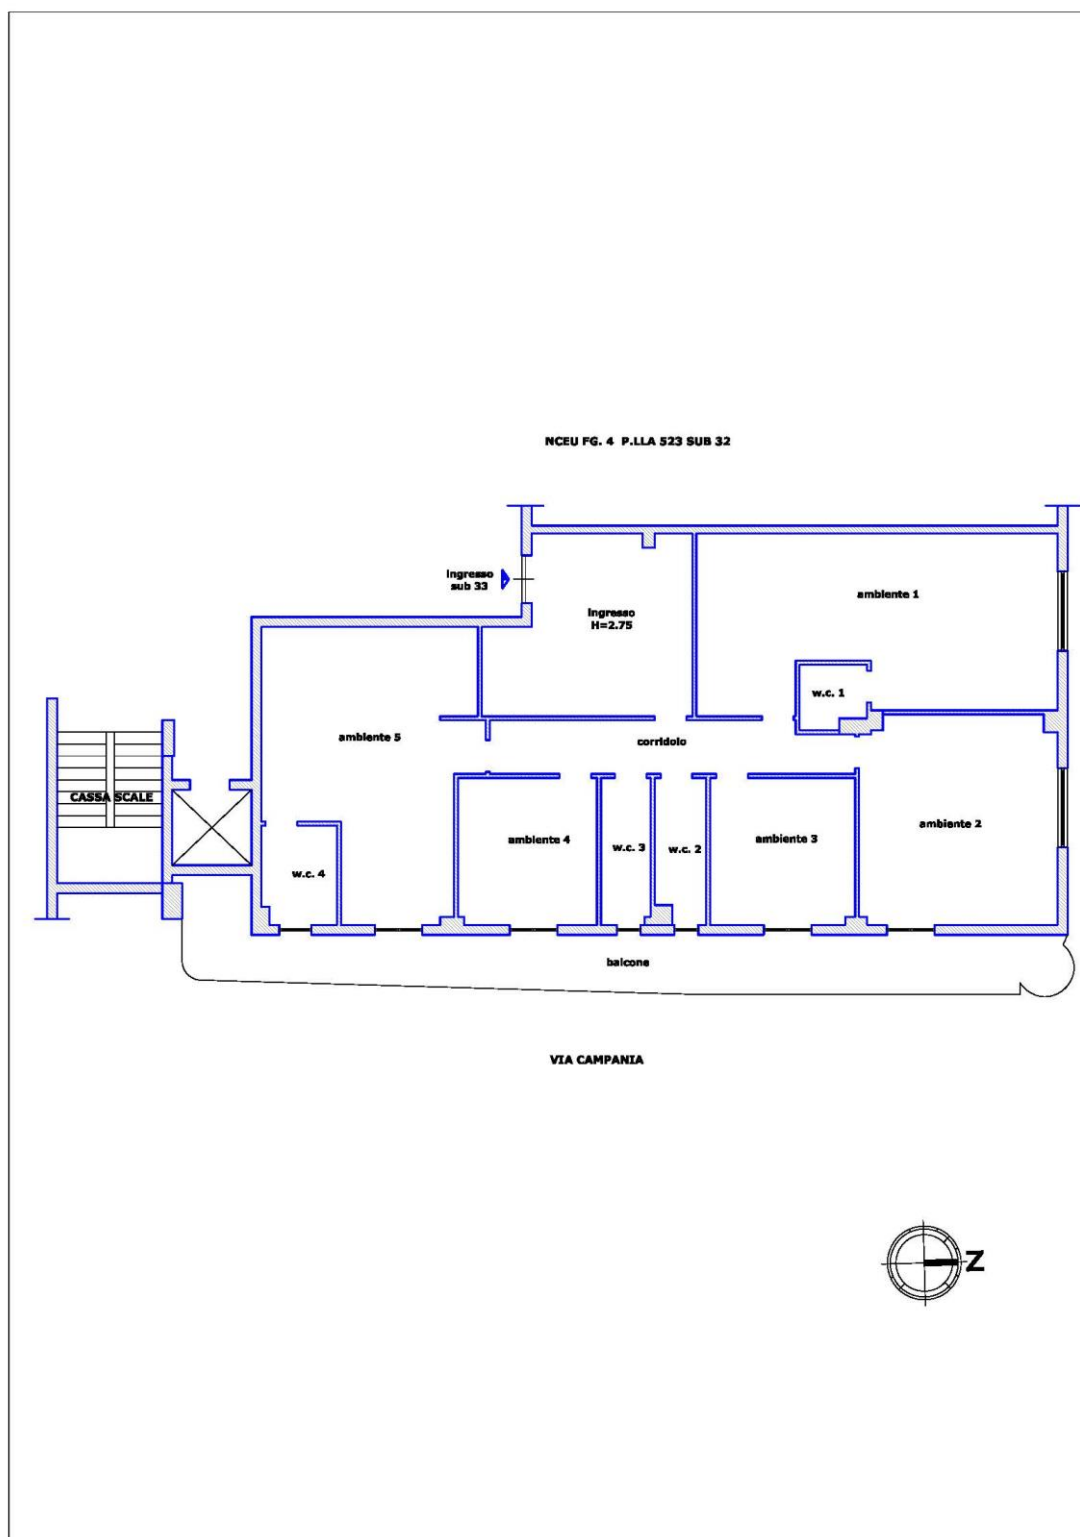 NCEU FG. 4 P.LLA 523 SUB 32
Ingresso
sub 33
Ingresso
H=2.75
ambiente 1
w.c. 1
ambiente 5
corridoio
CASSA SCALE
ambiente 4
w.c. 3
w.c. 2
ambiente 3
ambiente 2
w.c. 4
balcone
VIA CAMPANIA
N